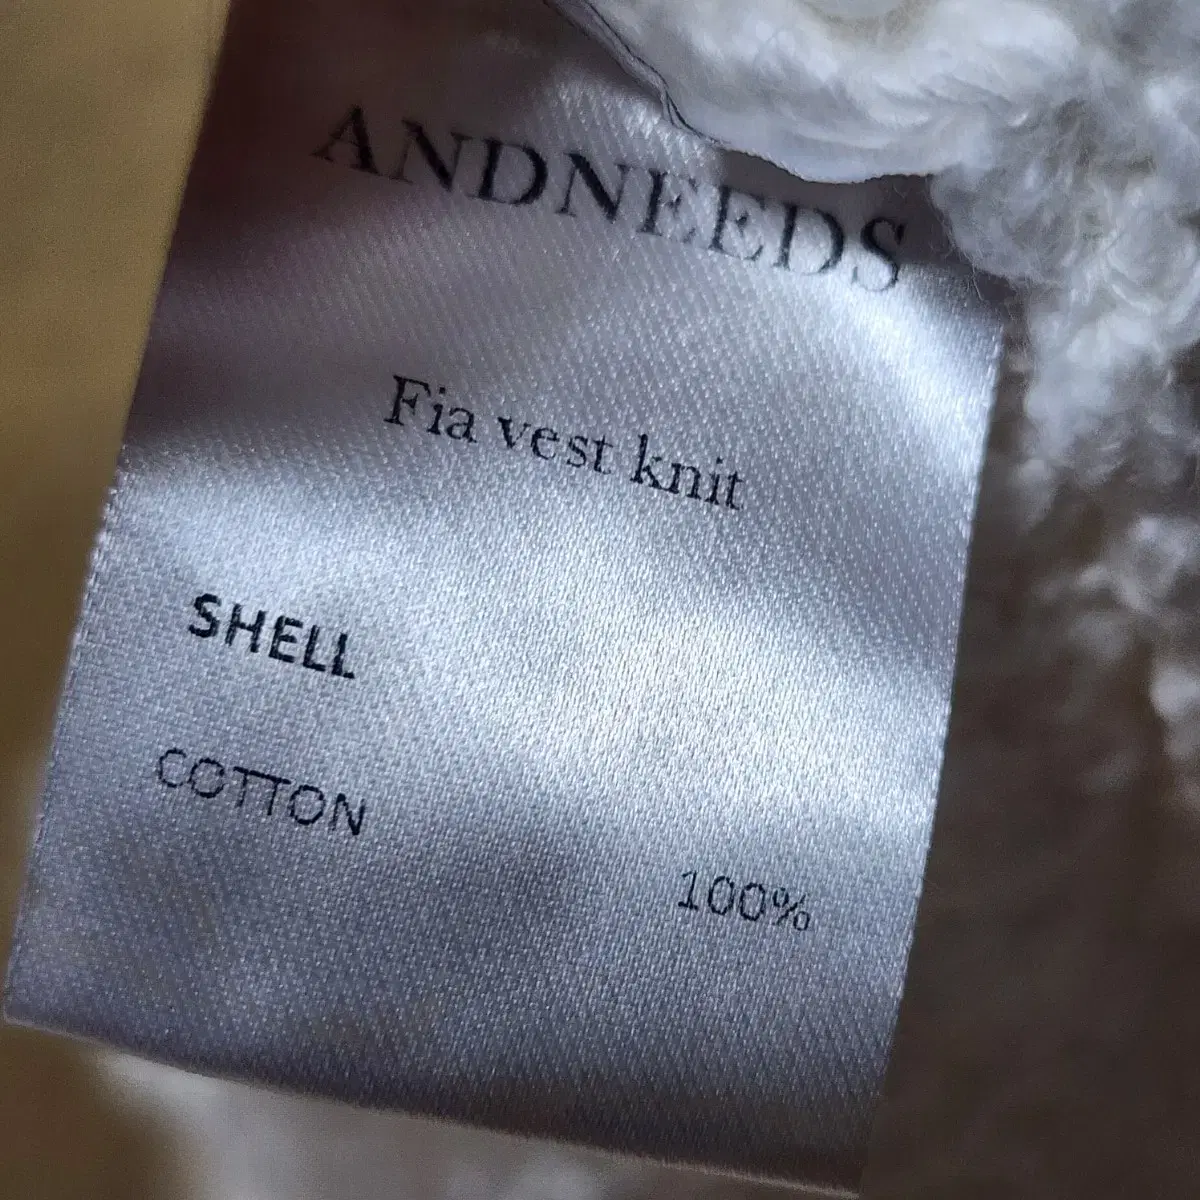 ANDNEEDS
Fia vest knit
SHELL
COTTON
100%